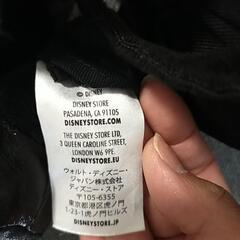 © DISNEY
DISNEY STORE
PASADENA, CA 91105
DISNEYSTORE.COM
THE DISNEY STORE LTD,
3 QUEEN CAROLINE STREET,
LONDON W6 9PE.
DISNEYSTORE.EU
ウォルト・ディズニー・
ジャパン株式会社
ディズニー・ストア
〒105-6355
東京都港区虎ノ門
1-23-1虎ノ門ヒルズ
DISNEYSTORE.JP